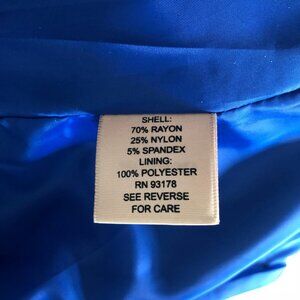 SHELL:
70% RAYON
25% NYLON
5% SPANDEX
LINING:
100% POLYESTER
RN 93178
SEE REVERSE
FOR CARE